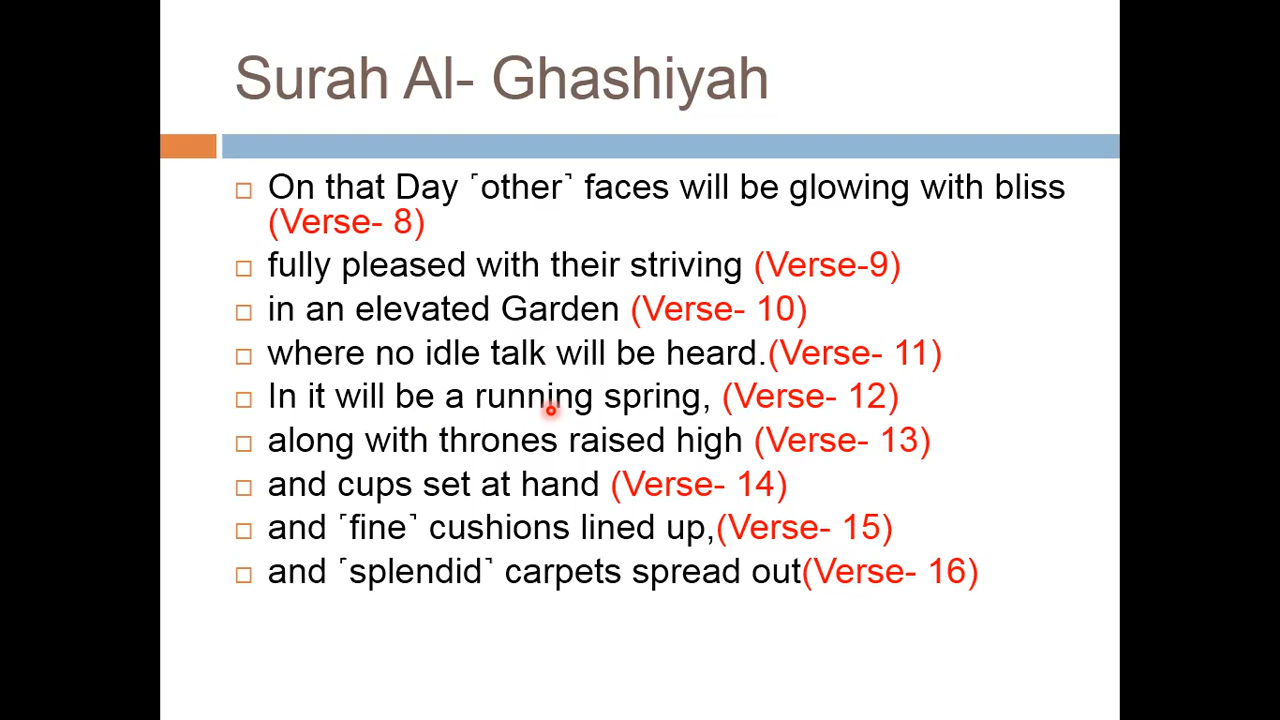 Surah Al- Ghashiyah
On that Day ˹other˺ faces will be glowing with bliss
(Verse- 8)
fully pleased with their striving (Verse-9)
in an elevated Garden (Verse- 10)
where no idle talk will be heard.(Verse- 11)
In it will be a running spring, (Verse- 12)
along with thrones raised high (Verse- 13)
and cups set at hand (Verse- 14)
and ˹fine˺ cushions lined up,(Verse- 15)
and ˹splendid˺ carpets spread out(Verse- 16)